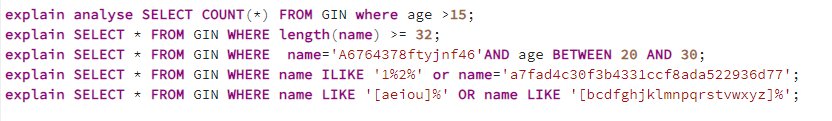 explain analyse SELECT COUNT(*) FROM GIN where age >15;
explain SELECT * FROM GIN WHERE length(name) >= 32;
explain SELECT * FROM GIN WHERE  name='A6764378ftyjnf46'AND age BETWEEN 20 AND 30;
explain SELECT * FROM GIN WHERE name ILIKE '1%2%' or name='a7fad4c30f3b4331ccf8ada522936d77';
explain SELECT * FROM GIN WHERE name LIKE '[aeiou]%' OR name LIKE '[bcdfghjklmnpqrstvwxyz]%';